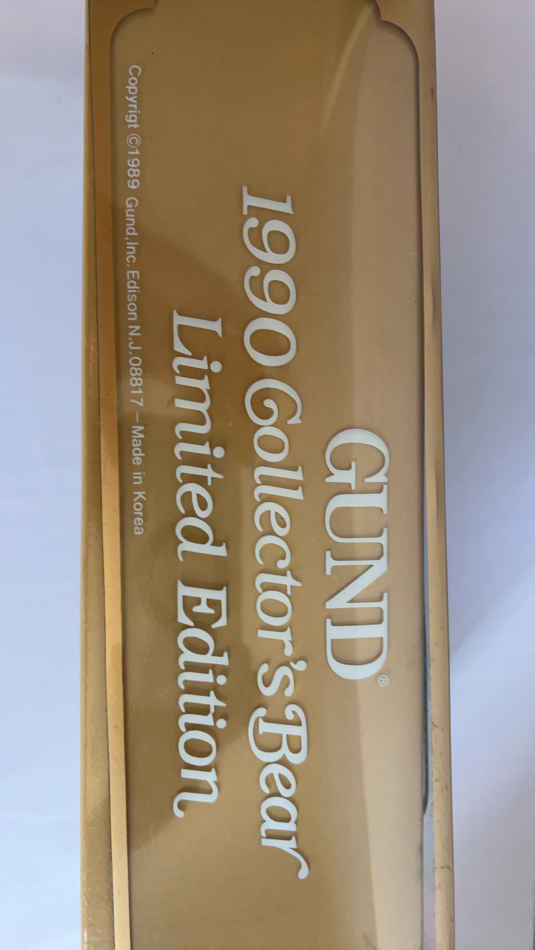 GUND®
1990 Collector's Bear
Limited Edition
Copyrigt ©1989 Gund, Inc. Edison N.J. 08817 – Made in Korea